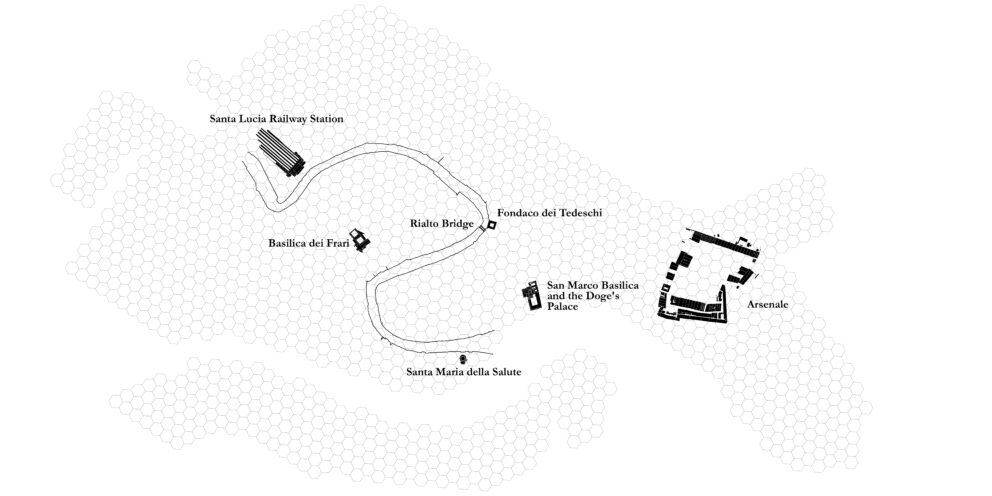 Santa Lucia Railway Station
Fondaco dei Tedeschi
Rialto Bridge
Basilica dei Frari
San Marco Basilica
and the Doge's
Palace
Arsenale
Santa Maria della Salute